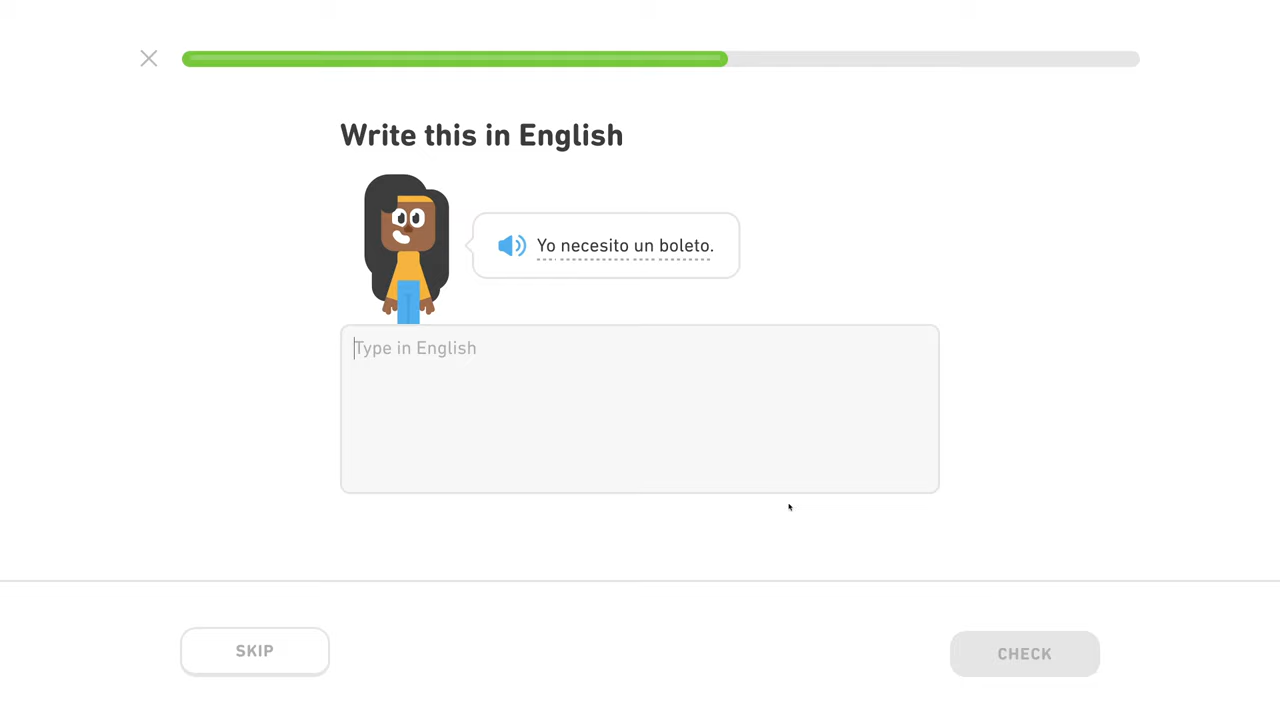 Write this in English
Yo necesito un boleto.
Type in English
SKIP
CHECK